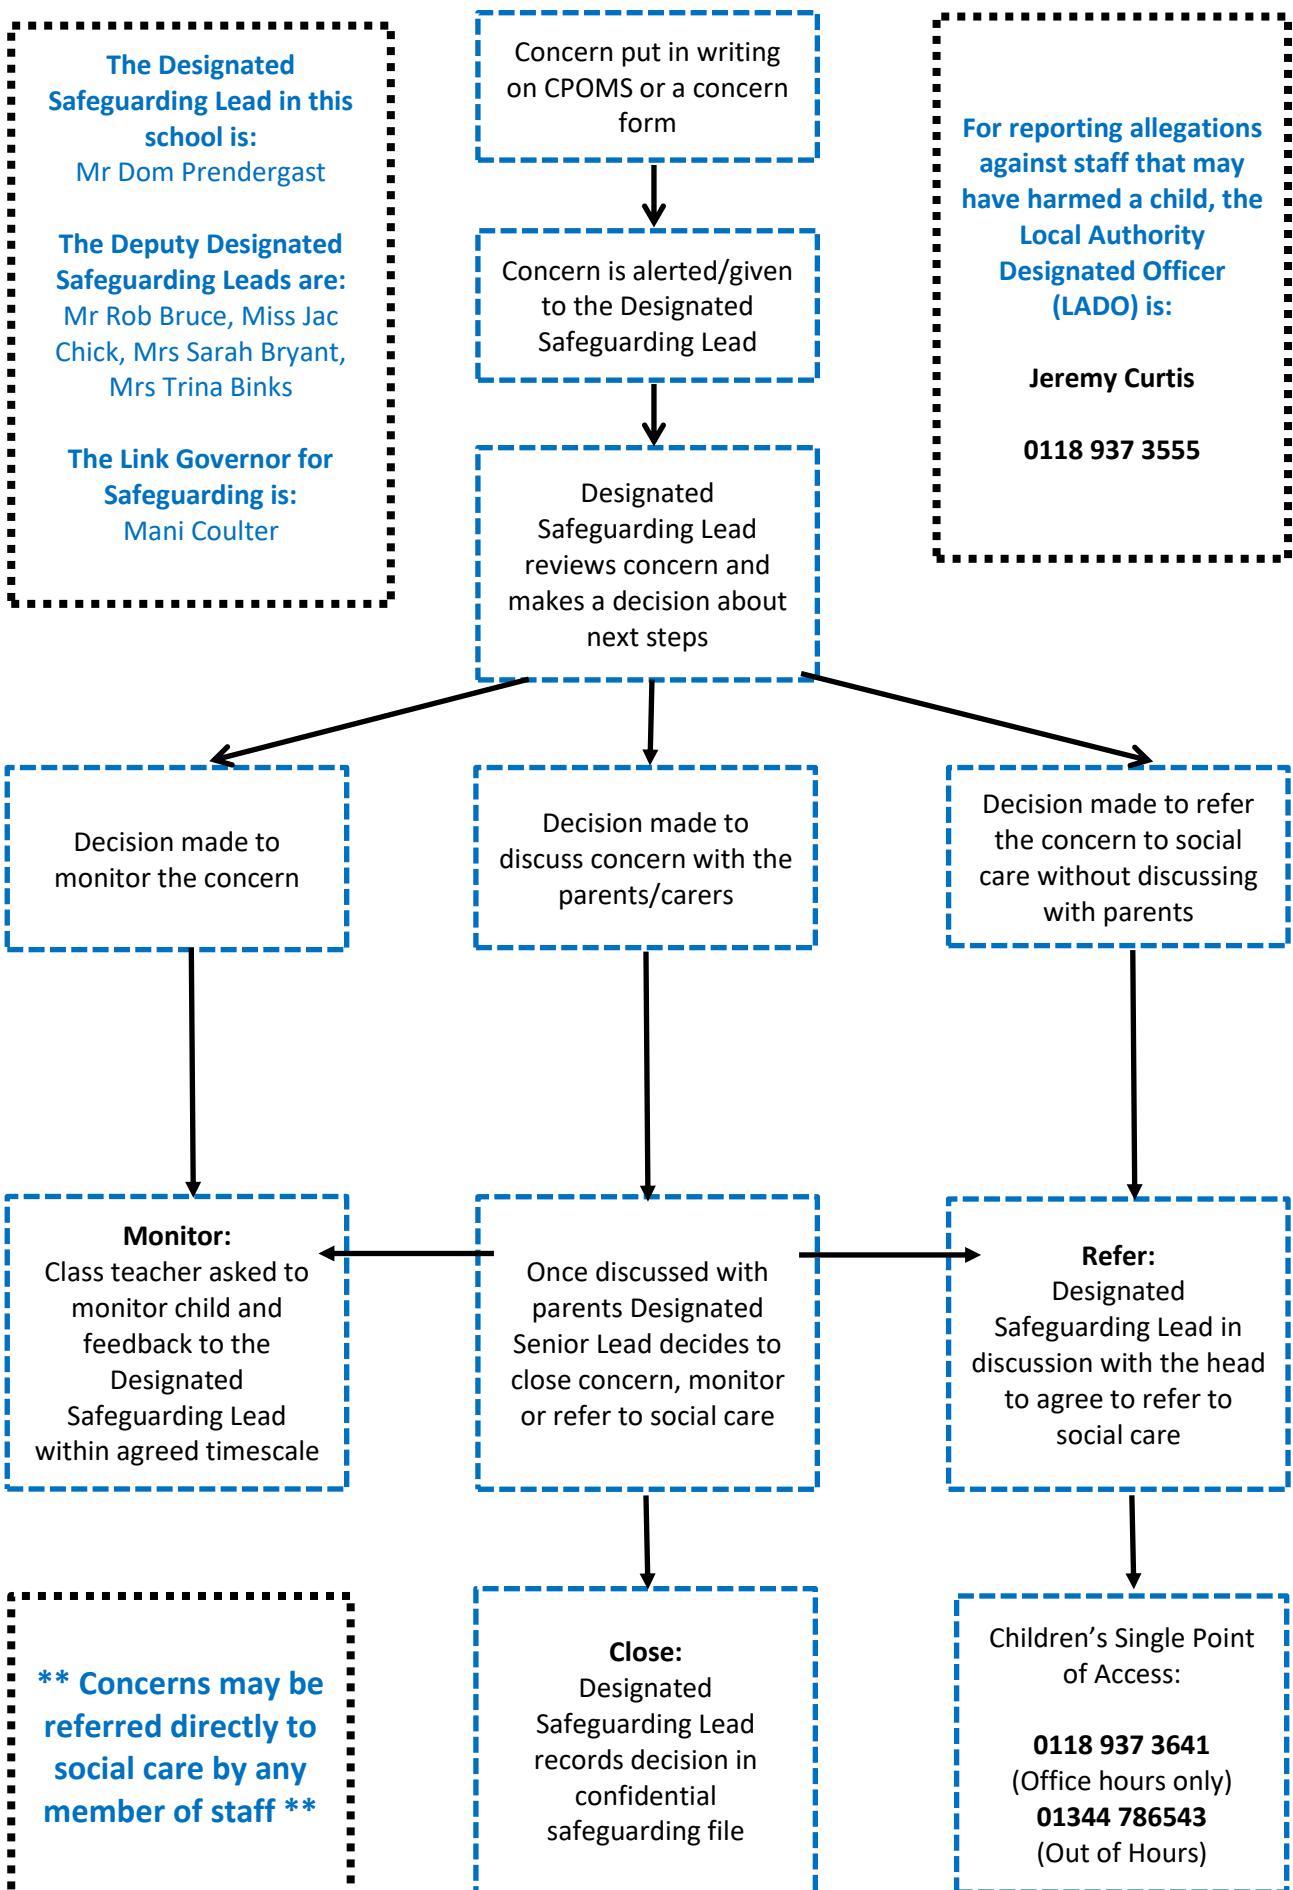 The Designated
Safeguarding Lead in this
school is:
Mr Dom Prendergast
The Deputy Designated
Safeguarding Leads are:
Mr Rob Bruce, Miss Jac
Chick, Mrs Sarah Bryant,
Mrs Trina Binks
The Link Governor for
Safeguarding is:
Mani Coulter
Concern put in writing
on CPOMS or a concern
form
For reporting allegations
against staff that may
have harmed a child, the
Local Authority
Designated Officer
(LADO) is:
Jeremy Curtis
0118 937 3555
Concern is alerted/given
to the Designated
Safeguarding Lead
Designated
Safeguarding Lead
reviews concern and
makes a decision about
next steps
Decision made to
monitor the concern
Decision made to
discuss concern with the
parents/carers
Decision made to refer
the concern to social
care without discussing
with parents
Monitor:
Class teacher asked to
monitor child and
feedback to the
Designated
Safeguarding Lead
within agreed timescale
Once discussed with
parents Designated
Senior Lead decides to
close concern, monitor
or refer to social care
Refer:
Designated
Safeguarding Lead in
discussion with the head
to agree to refer to
social care
** Concerns may be
referred directly to
social care by any
member of staff **
Close:
Designated
Safeguarding Lead
records decision in
confidential
safeguarding file
Children’s Single Point
of Access:
0118 937 3641
(Office hours only)
01344 786543
(Out of Hours)